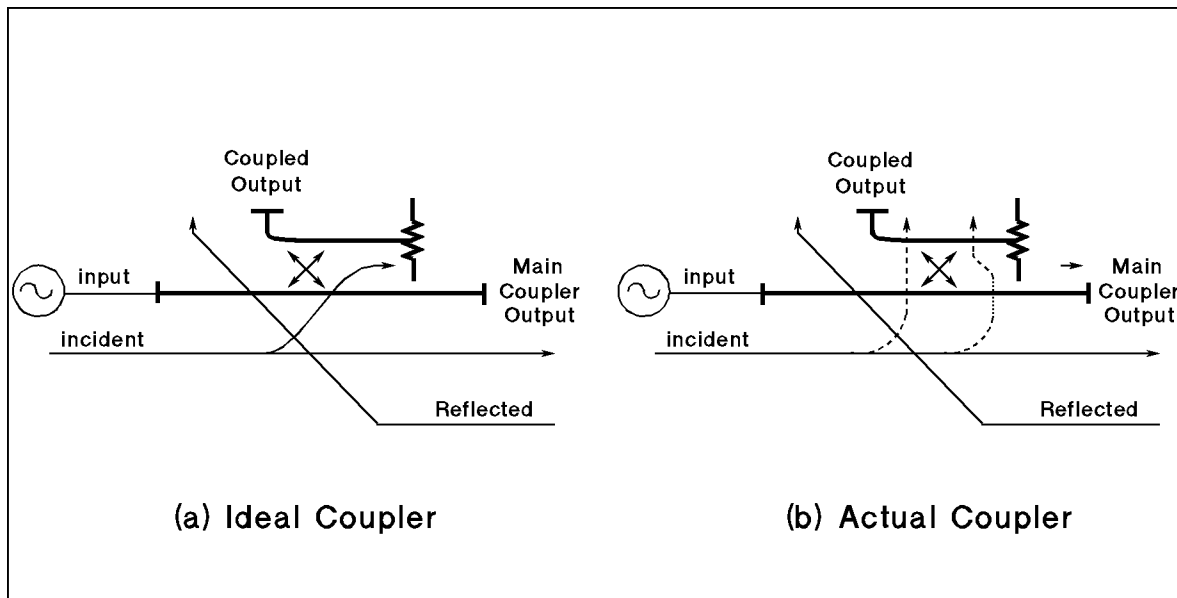 Coupled
Output
input
Main
Coupler
Output
incident
Reflected
(a) Ideal Coupler
Coupled
Output
input
Main
Coupler
Output
incident
Reflected
(b) Actual Coupler